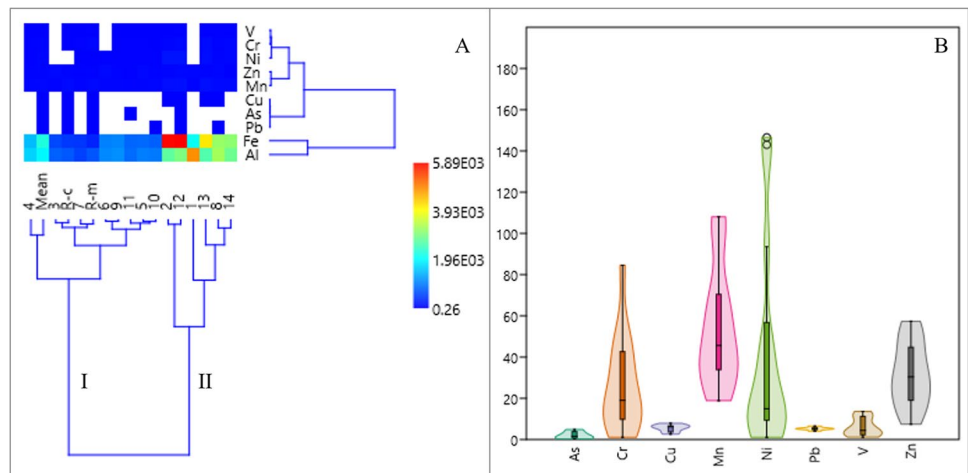 A
V
Cr
Ni
Zn
Mn
Cu
As
Pb
Fe
Al
5.89E03
3.93E03
1.96E03
0.26
4 Mean 3 R-c 7 R-m 6 9 11 5 10 2 12 1 13 8 14
I
II
B
180
160
140
120
100
80
60
40
20
0
As Cr Cu Mn Ni Pb V Zn